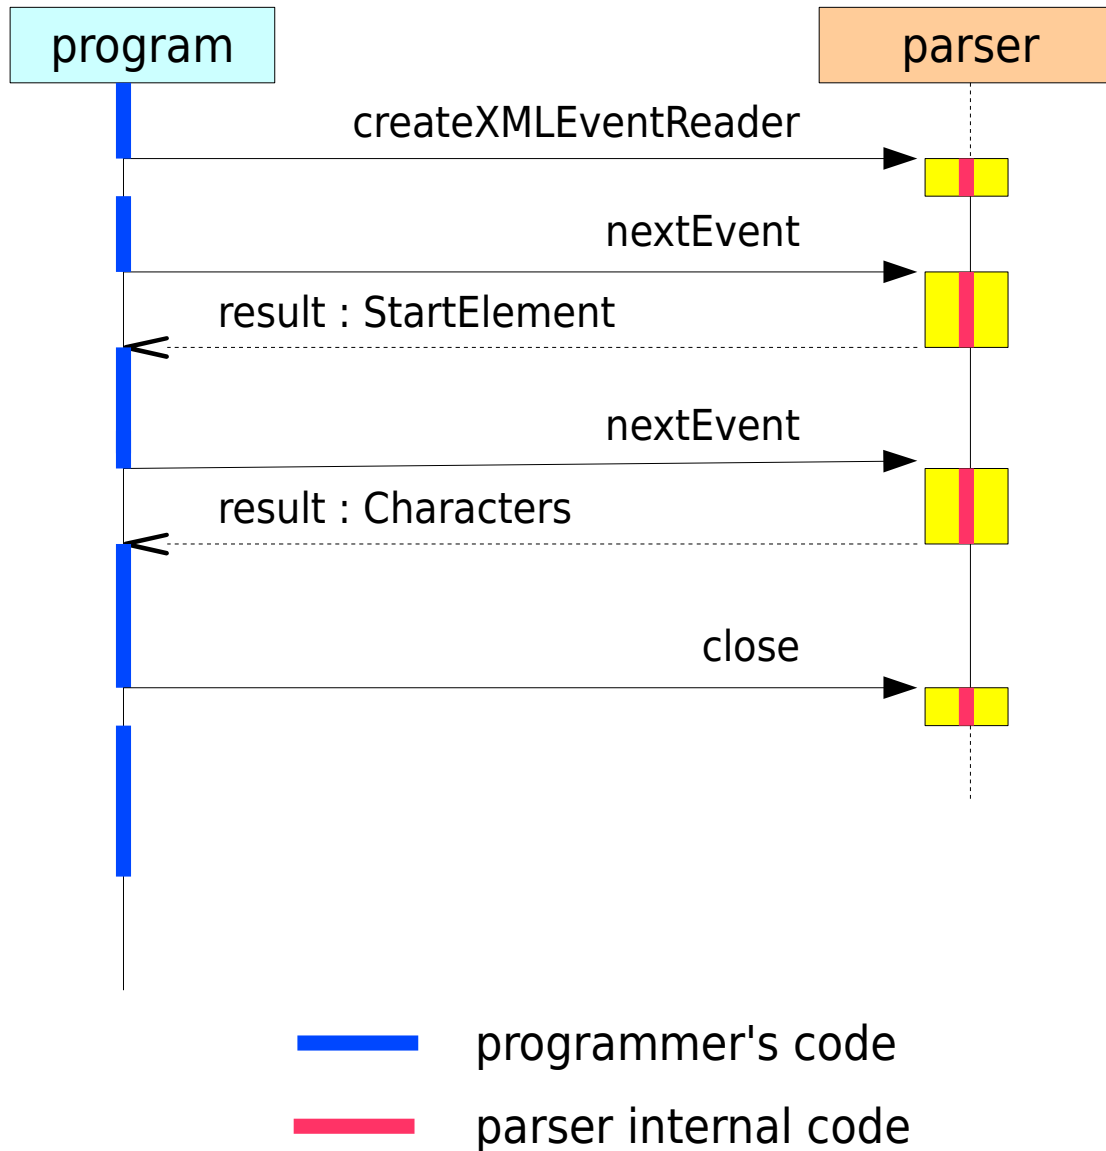 program
parser
createXMLEventReader
nextEvent
result : StartElement
nextEvent
result : Characters
close
programmer's code
parser internal code